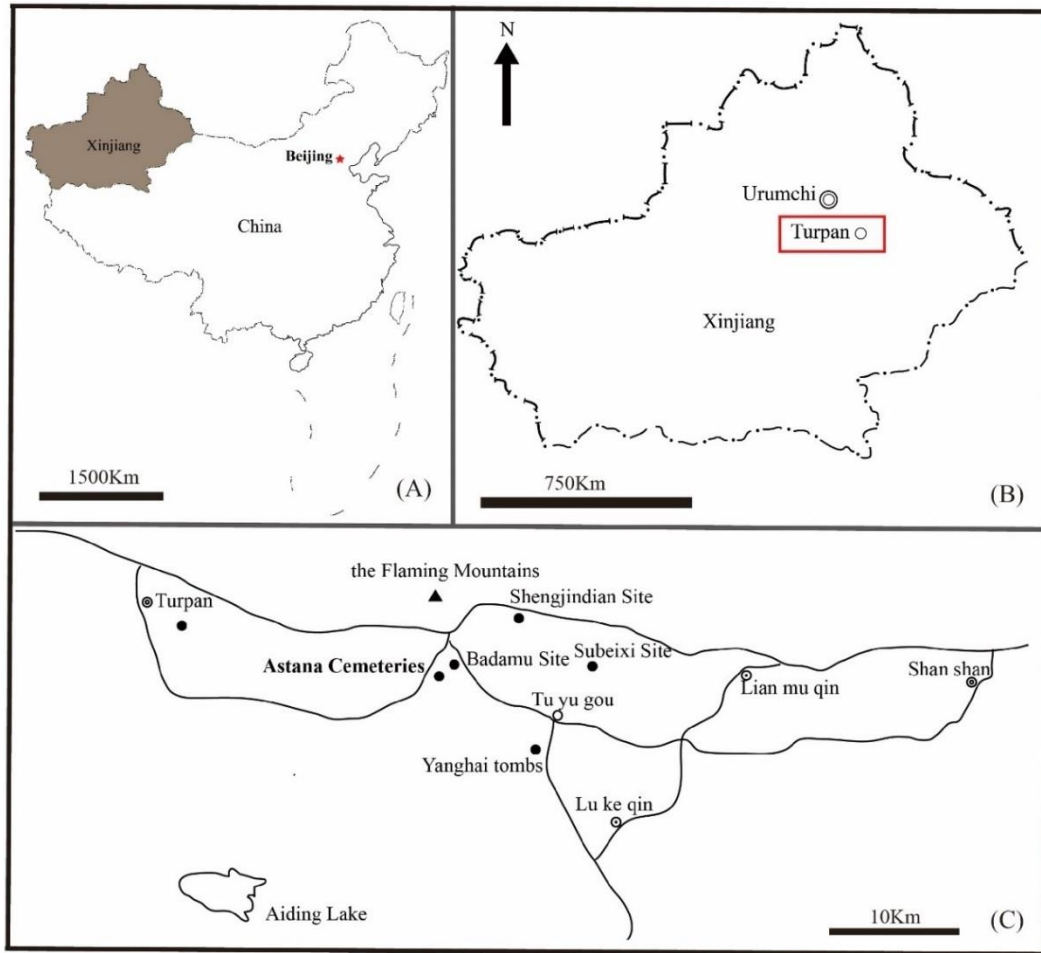 Xinjiang
Beijing
China
1500Km
(A)
N
Urumchi
Turpan
Xinjiang
750Km
(B)
the Flaming Mountains
Turpan
Shengjindian Site
Astana Cemeteries
Badamu Site
Subeixi Site
Shan shan
Lian mu qin
Tu yu gou
Yanghai tombs
Lu ke qin
Aiding Lake
10Km
(C)